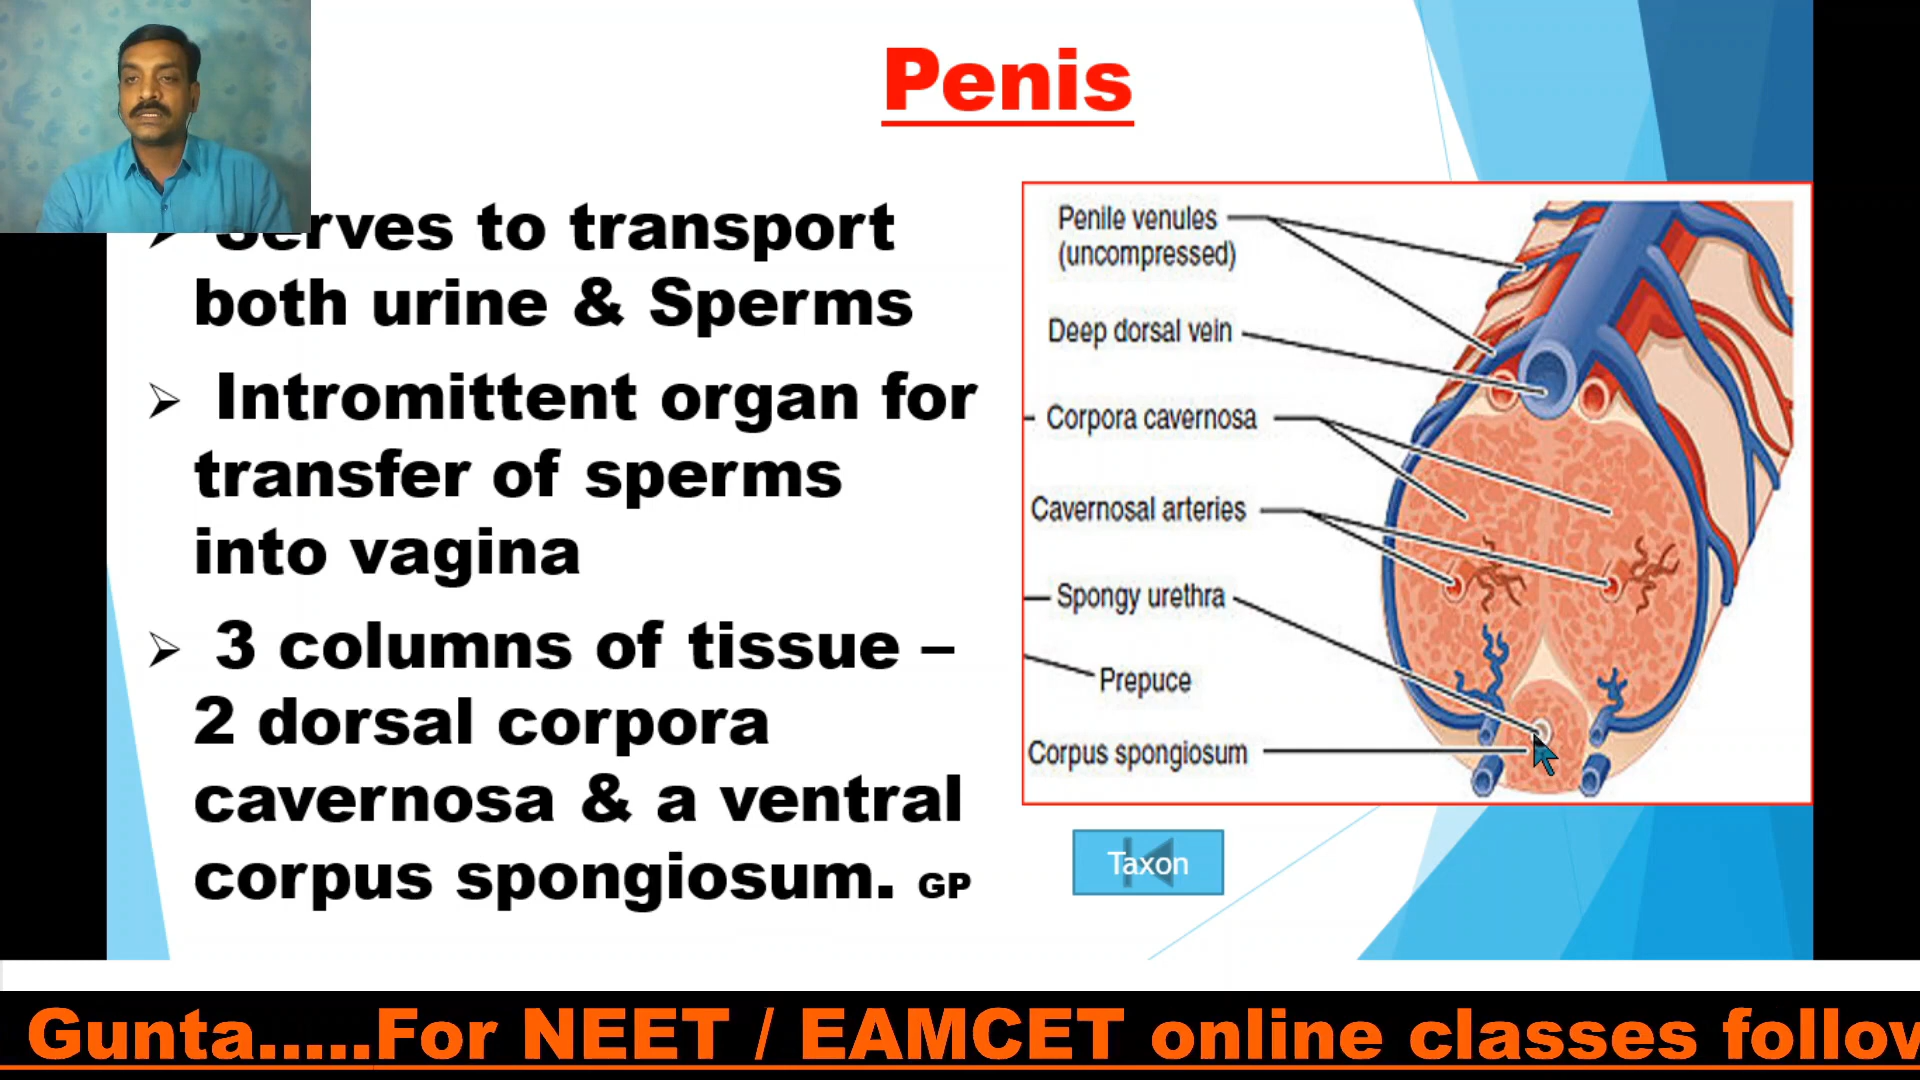 Penis
Serves to transport
both urine & Sperms
Intromittent organ for
transfer of sperms
into vagina
3 columns of tissue –
2 dorsal corpora
cavernosa & a ventral
corpus spongiosum. GP
Penile venules
(uncompressed)
Deep dorsal vein
Corpora cavernosa
Cavernosal arteries
Spongy urethra
Prepuce
Corpus spongiosum
Taxon
Gunta.....For NEET / EAMCET online classes follow